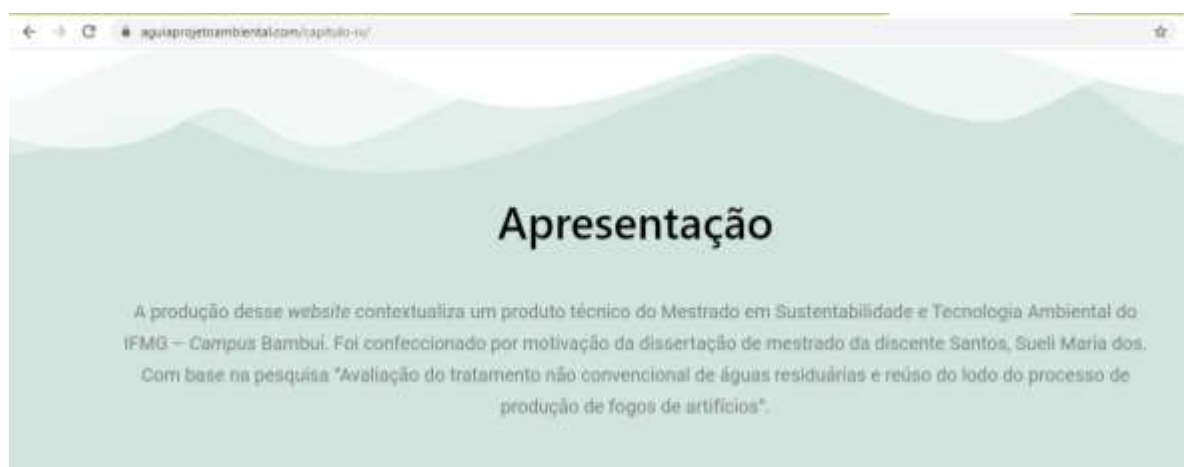 aguiaprojetoambiental.com/capitulo-iv/
Apresentação
A produção desse website contextualiza um produto técnico do Mestrado em Sustentabilidade e Tecnologia Ambiental do
IFMG – Campus Bambuí. Foi confeccionado por motivação da dissertação de mestrado da discente Santos, Sueli Maria dos.
Com base na pesquisa "Avaliação do tratamento não convencional de águas residuárias e reúso do lodo do processo de
produção de fogos de artifícios".